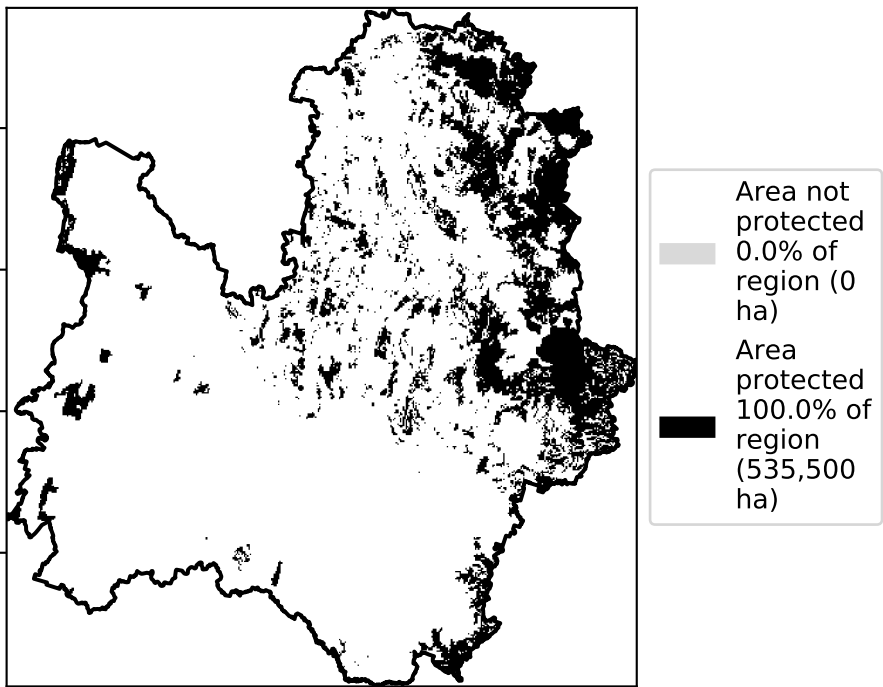 Area not
protected
0.0% of
region (0
ha)
Area
protected
100.0% of
region
(535,500
ha)